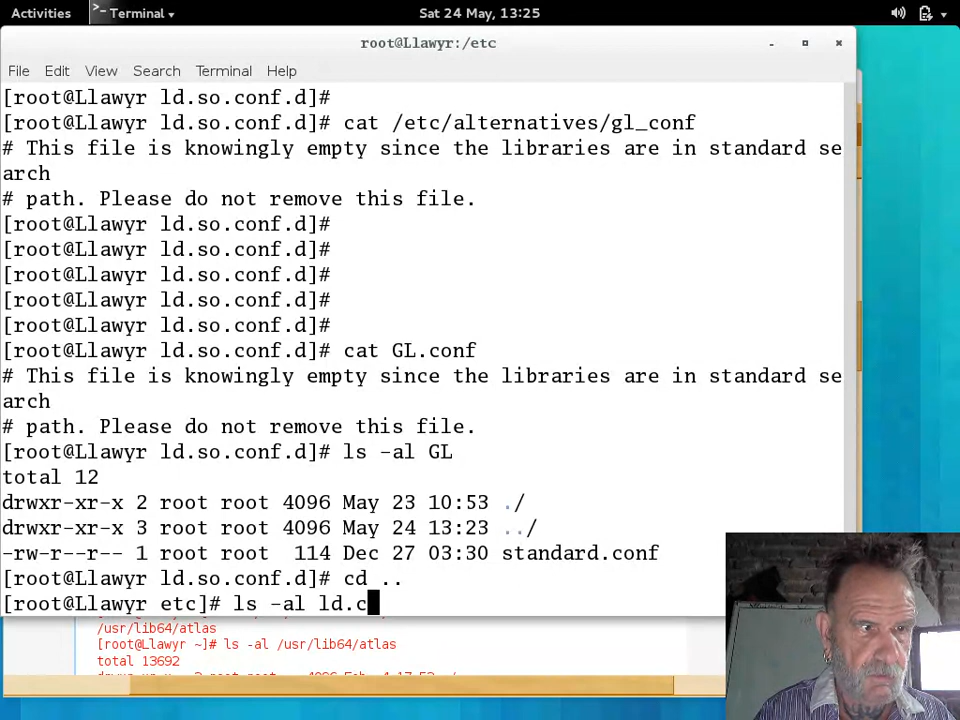 Activities
Terminal
Sat 24 May, 13:25
root@Llawyr:/etc
File Edit View Search Terminal Help
[root@Llawyr ld.so.conf.d]#
[root@Llawyr ld.so.conf.d]# cat /etc/alternatives/gl_conf
# This file is knowingly empty since the libraries are in standard se
arch
# path. Please do not remove this file.
[root@Llawyr ld.so.conf.d]#
[root@Llawyr ld.so.conf.d]#
[root@Llawyr ld.so.conf.d]#
[root@Llawyr ld.so.conf.d]#
[root@Llawyr ld.so.conf.d]#
[root@Llawyr ld.so.conf.d]# cat GL.conf
# This file is knowingly empty since the libraries are in standard se
arch
# path. Please do not remove this file.
[root@Llawyr ld.so.conf.d]# ls -al GL
total 12
drwxr-xr-x 2 root root 4096 May 23 10:53 ./
drwxr-xr-x 3 root root 4096 May 24 13:23 ../
-rw-r--r-- 1 root root  114 Dec 27 03:30 standard.conf
[root@Llawyr ld.so.conf.d]# cd ..
[root@Llawyr etc]# ls -al ld.c
/usr/lib64/atlas
[root@Llawyr ~]# ls -al /usr/lib64/atlas
total 13692